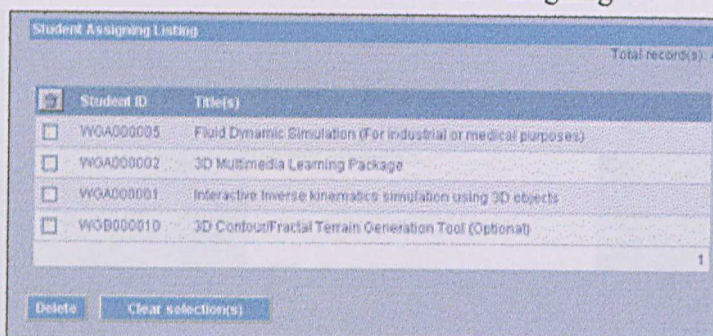 Student Assigning Listing
Total record(s):
Student ID Title(s)
WGA000005 Fluid Dynamic Simulation (For industrial or medical purposes)
WGA000002 3D Multimedia Learning Package
WGA000001 Interactive Inverse kinematics simulation using 3D objects
WGB000010 3D Contour/Fractal Terrain Generation Tool (Optional)
1
Delete Clear selection(s)